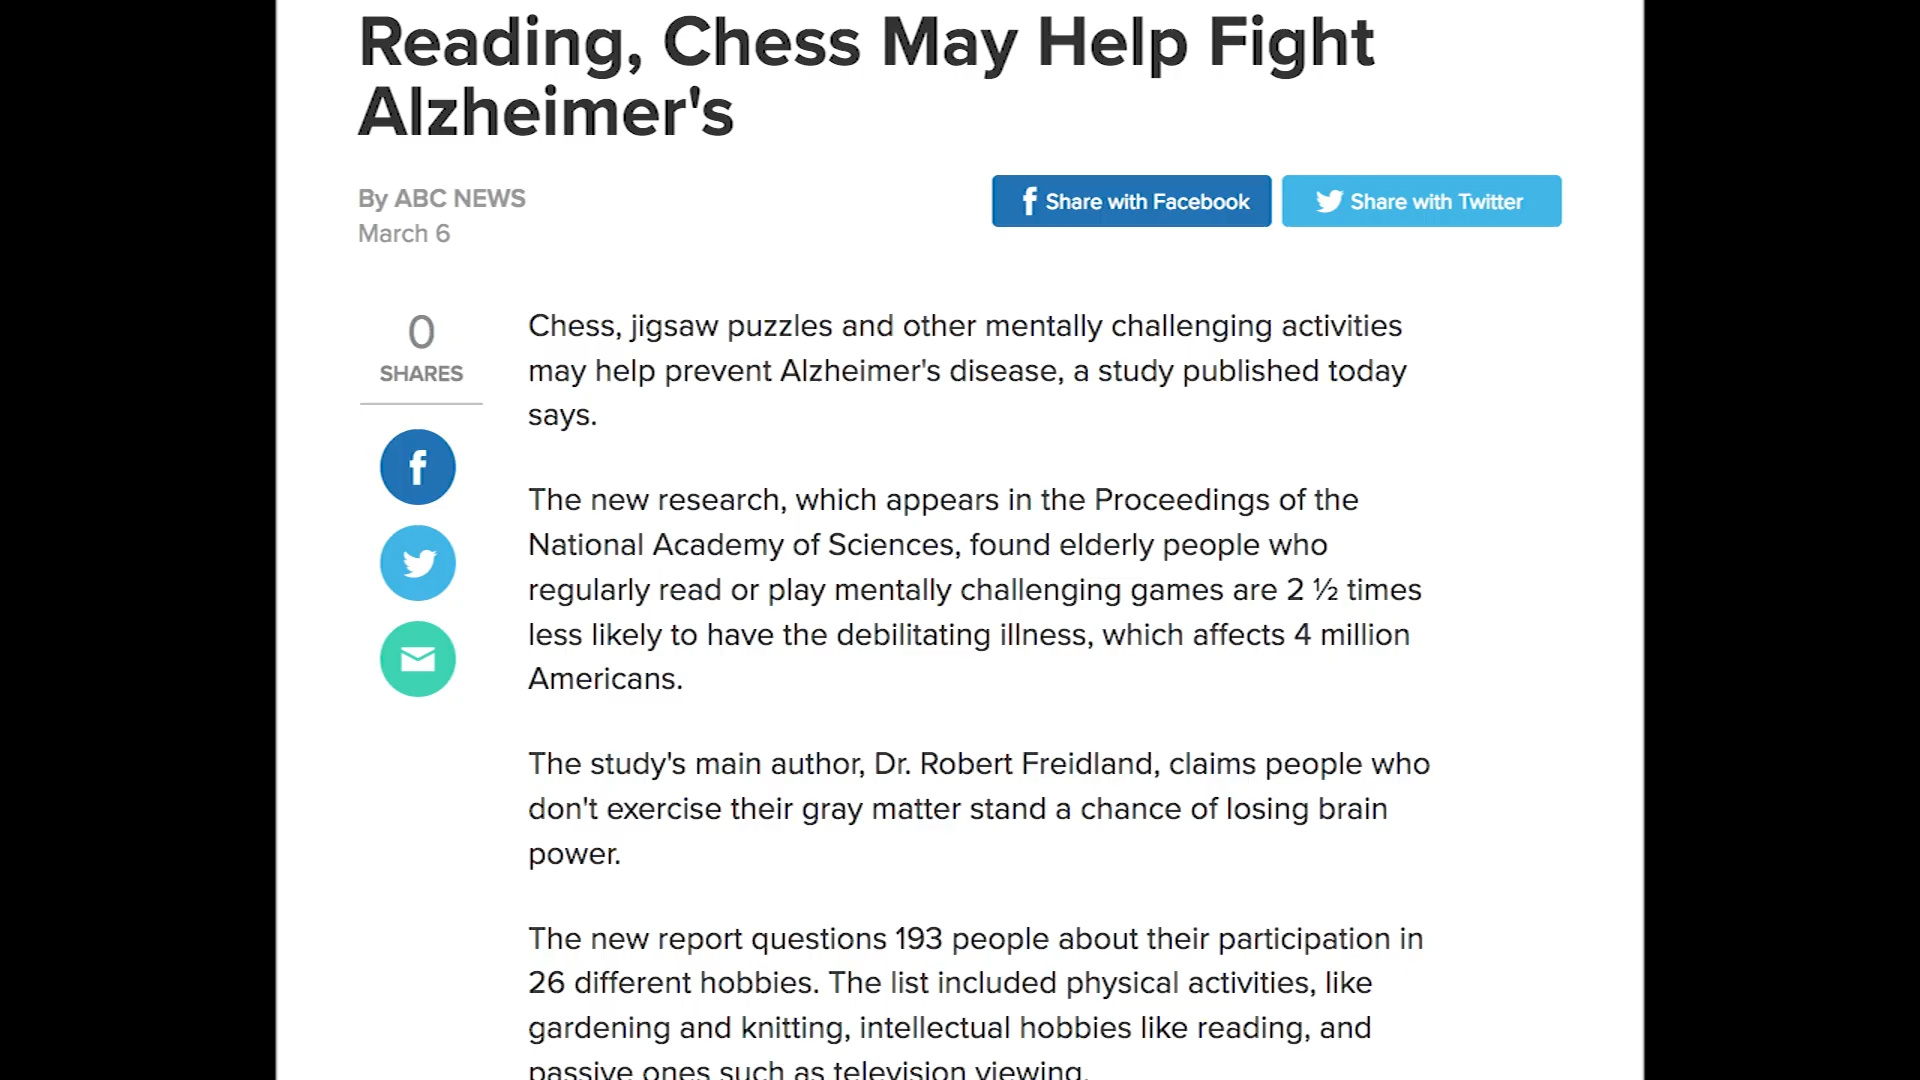 Reading, Chess May Help Fight
Alzheimer's
By ABC NEWS
March 6
Share with Facebook
Share with Twitter
0
SHARES
Chess, jigsaw puzzles and other mentally challenging activities
may help prevent Alzheimer's disease, a study published today
says.
The new research, which appears in the Proceedings of the
National Academy of Sciences, found elderly people who
regularly read or play mentally challenging games are 2 ½ times
less likely to have the debilitating illness, which affects 4 million
Americans.
The study's main author, Dr. Robert Freidland, claims people who
don't exercise their gray matter stand a chance of losing brain
power.
The new report questions 193 people about their participation in
26 different hobbies. The list included physical activities, like
gardening and knitting, intellectual hobbies like reading, and
passive ones such as television viewing.